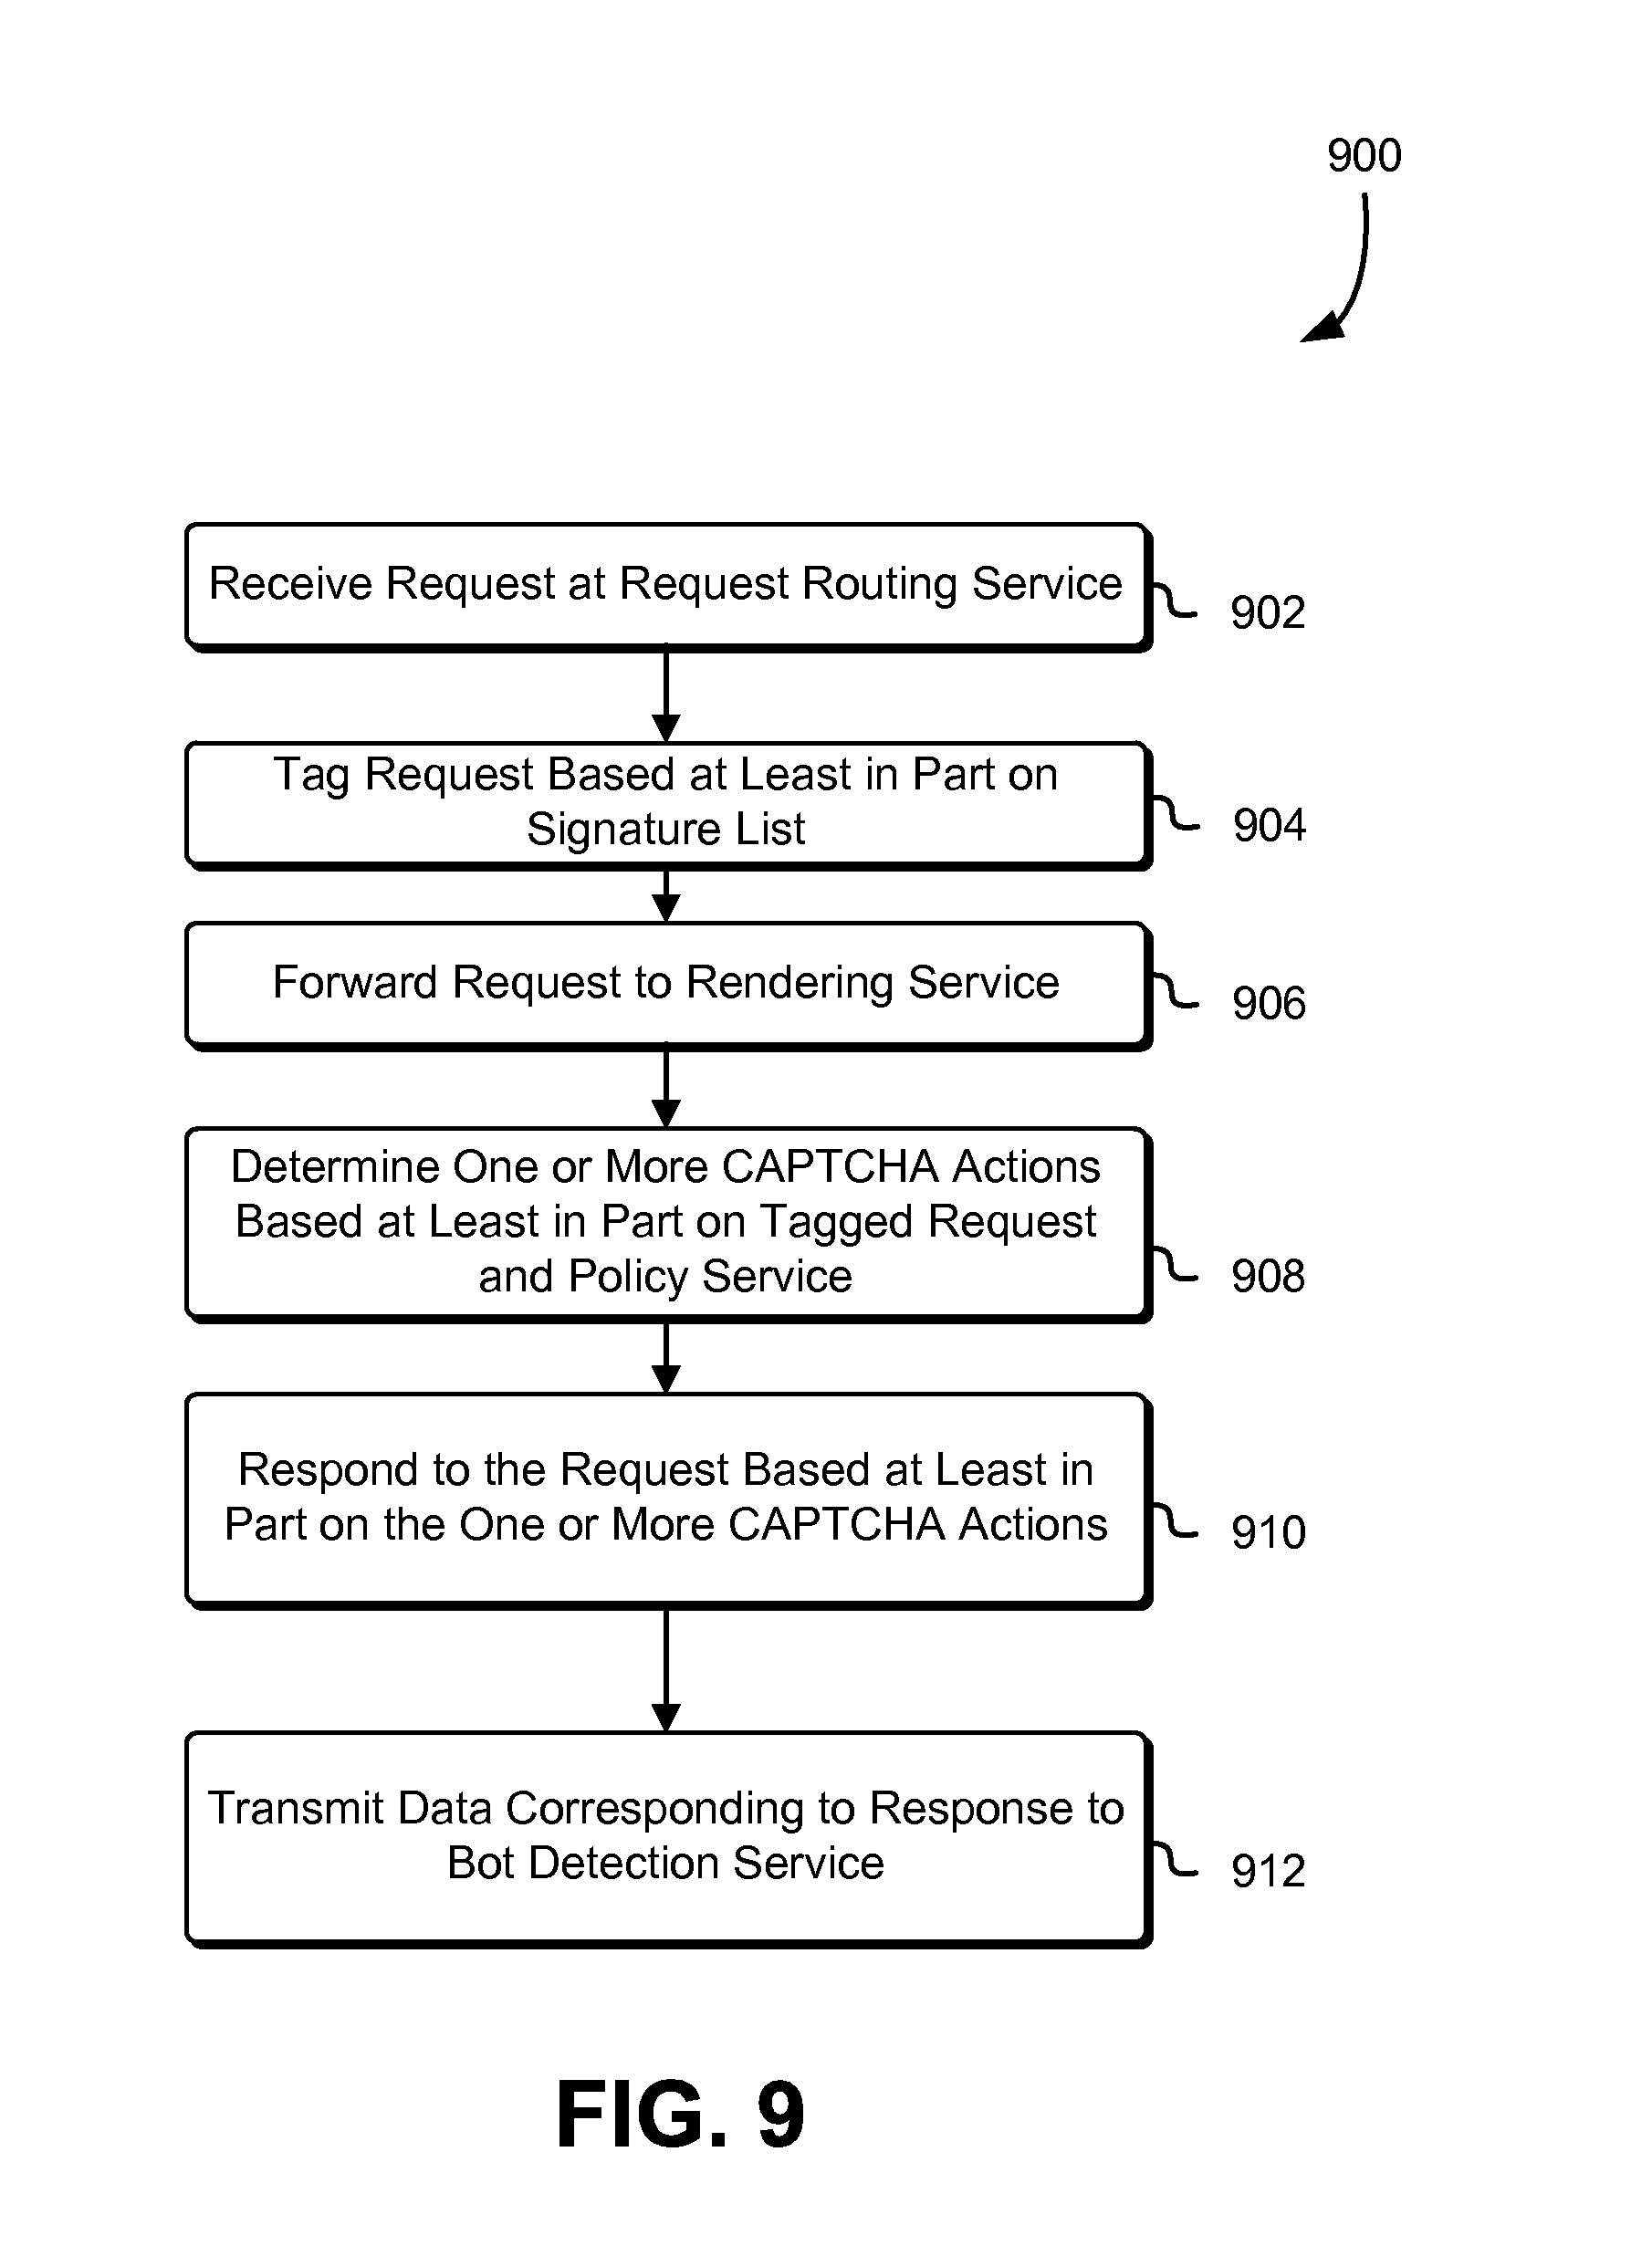 900
Receive Request at Request Routing Service
902
Tag Request Based at Least in Part on
Signature List
904
Forward Request to Rendering Service
906
Determine One or More CAPTCHA Actions
Based at Least in Part on Tagged Request
and Policy Service
908
Respond to the Request Based at Least in
Part on the One or More CAPTCHA Actions
910
Transmit Data Corresponding to Response to
Bot Detection Service
912
FIG. 9